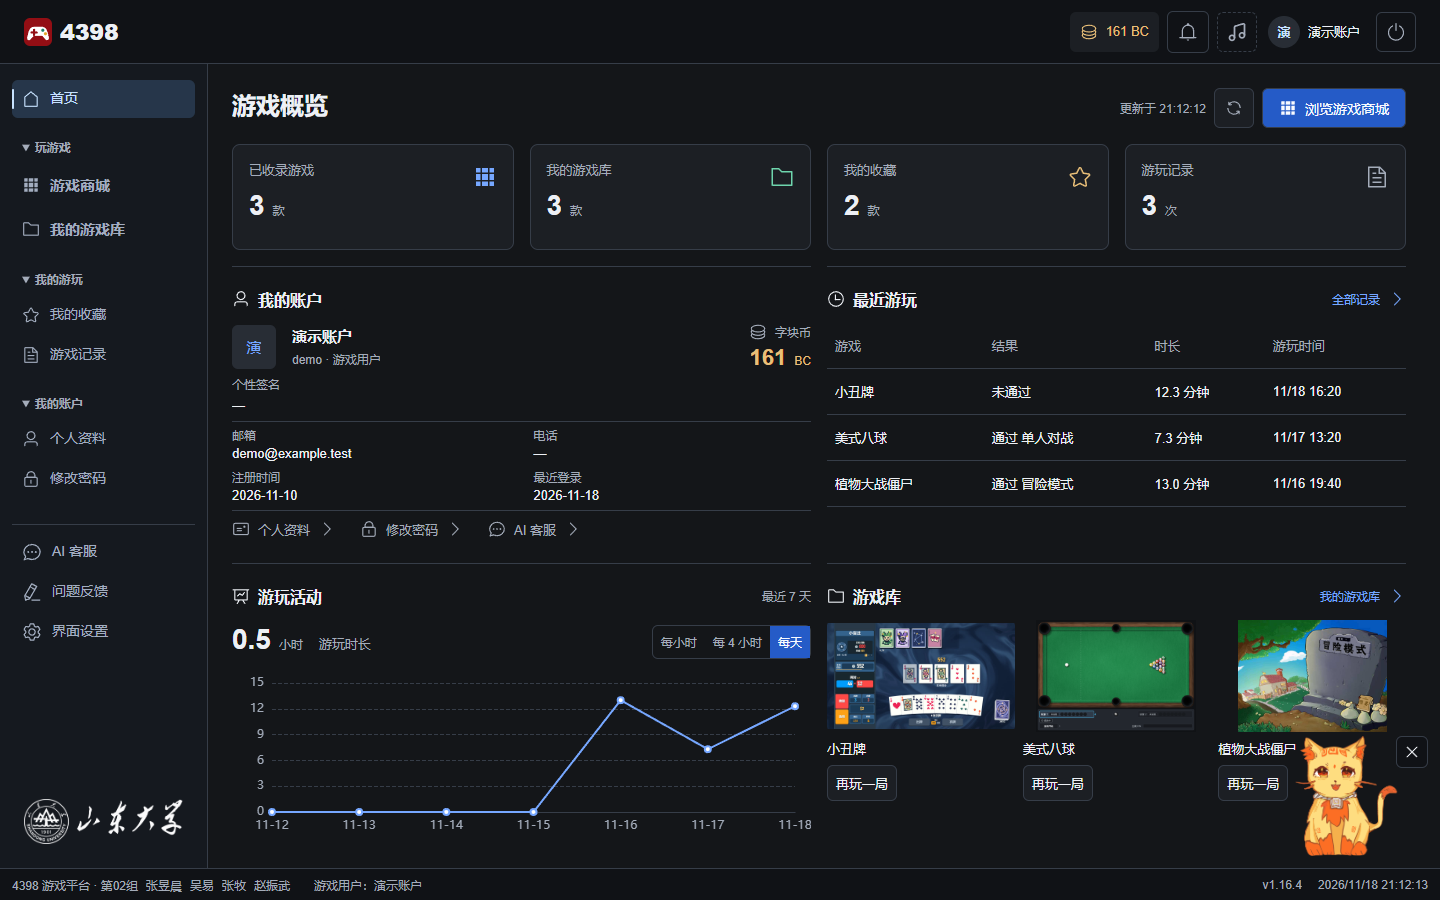 4398
161 BC
演 演示账户
首页
▼ 玩游戏
游戏商城
我的游戏库
▼ 我的游玩
我的收藏
游戏记录
▼ 我的账户
个人资料
修改密码
AI 客服
问题反馈
界面设置
山东大学
游戏概览
更新于 21:12:12
浏览游戏商城
已收录游戏
3 款
我的游戏库
3 款
我的收藏
2 款
游玩记录
3 次
我的账户
演
演示账户
demo · 游戏用户
字块币
161 BC
个性签名
—
邮箱
demo@example.test
电话
—
注册时间
2026-11-10
最近登录
2026-11-18
个人资料
修改密码
AI 客服
最近游玩
全部记录
游戏 结果 时长 游玩时间
小丑牌 未通过 12.3 分钟 11/18 16:20
美式八球 通过 单人对战 7.3 分钟 11/17 13:20
植物大战僵尸 通过 冒险模式 13.0 分钟 11/16 19:40
游玩活动
最近 7 天
0.5 小时 游玩时长
每小时 每 4 小时 每天
15
12
9
6
3
0
11-12 11-13 11-14 11-15 11-16 11-17 11-18
游戏库
我的游戏库
冒险模式
小丑牌
再玩一局
美式八球
再玩一局
植物大战僵尸
再玩一局
4398 游戏平台 · 第02组 张昱晨 吴易 张牧 赵振武 游戏用户：演示账户
v1.16.4 2026/11/18 21:12:13